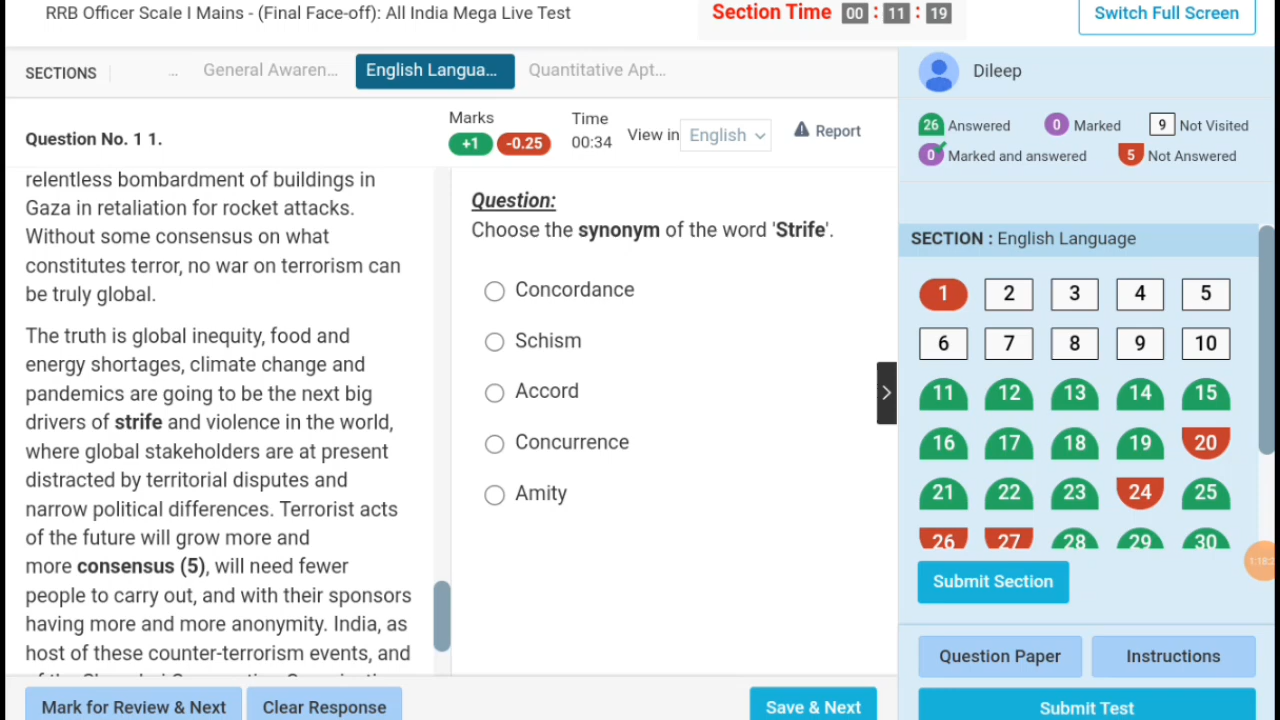 RRB Officer Scale I Mains - (Final Face-off): All India Mega Live Test
Section Time 00 : 11 : 19
Switch Full Screen
SECTIONS
...
General Awaren...
English Langua...
Quantitative Apt...
Dileep
Question No. 1 1.
Marks
+1 -0.25
Time
00:34
View in English
Report
26 Answered
0 Marked
9 Not Visited
0 Marked and answered
5 Not Answered
relentless bombardment of buildings in
Gaza in retaliation for rocket attacks.
Without some consensus on what
constitutes terror, no war on terrorism can
be truly global.
The truth is global inequity, food and
energy shortages, climate change and
pandemics are going to be the next big
drivers of strife and violence in the world,
where global stakeholders are at present
distracted by territorial disputes and
narrow political differences. Terrorist acts
of the future will grow more and
more consensus (5), will need fewer
people to carry out, and with their sponsors
having more and more anonymity. India, as
host of these counter-terrorism events, and
Question:
Choose the synonym of the word 'Strife'.
Concordance
Schism
Accord
Concurrence
Amity
>
SECTION : English Language
1 2 3 4 5
6 7 8 9 10
11 12 13 14 15
16 17 18 19 20
21 22 23 24 25
26 27 28 29 30
Submit Section
Question Paper
Instructions
Mark for Review & Next
Clear Response
Save & Next
Submit Test